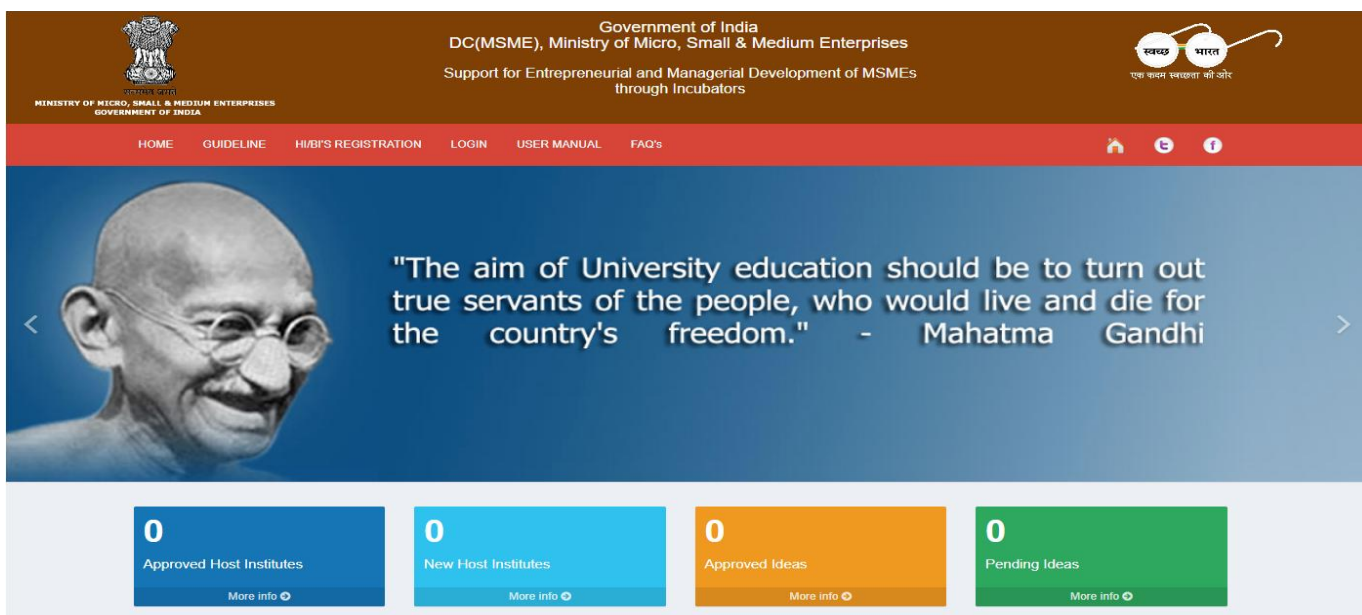 Government of India
DC(MSME), Ministry of Micro, Small & Medium Enterprises
Support for Entrepreneurial and Managerial Development of MSMEs
through Incubators
सत्यमेव जयते
MINISTRY OF MICRO, SMALL & MEDIUM ENTERPRISES
GOVERNMENT OF INDIA
स्वच्छ भारत
एक कदम स्वच्छता की ओर
HOME GUIDELINE HI/BI'S REGISTRATION LOGIN USER MANUAL FAQ's
"The aim of University education should be to turn out
true servants of the people, who would live and die for
the country's freedom." - Mahatma Gandhi
0
Approved Host Institutes
More info
0
New Host Institutes
More info
0
Approved Ideas
More info
0
Pending Ideas
More info